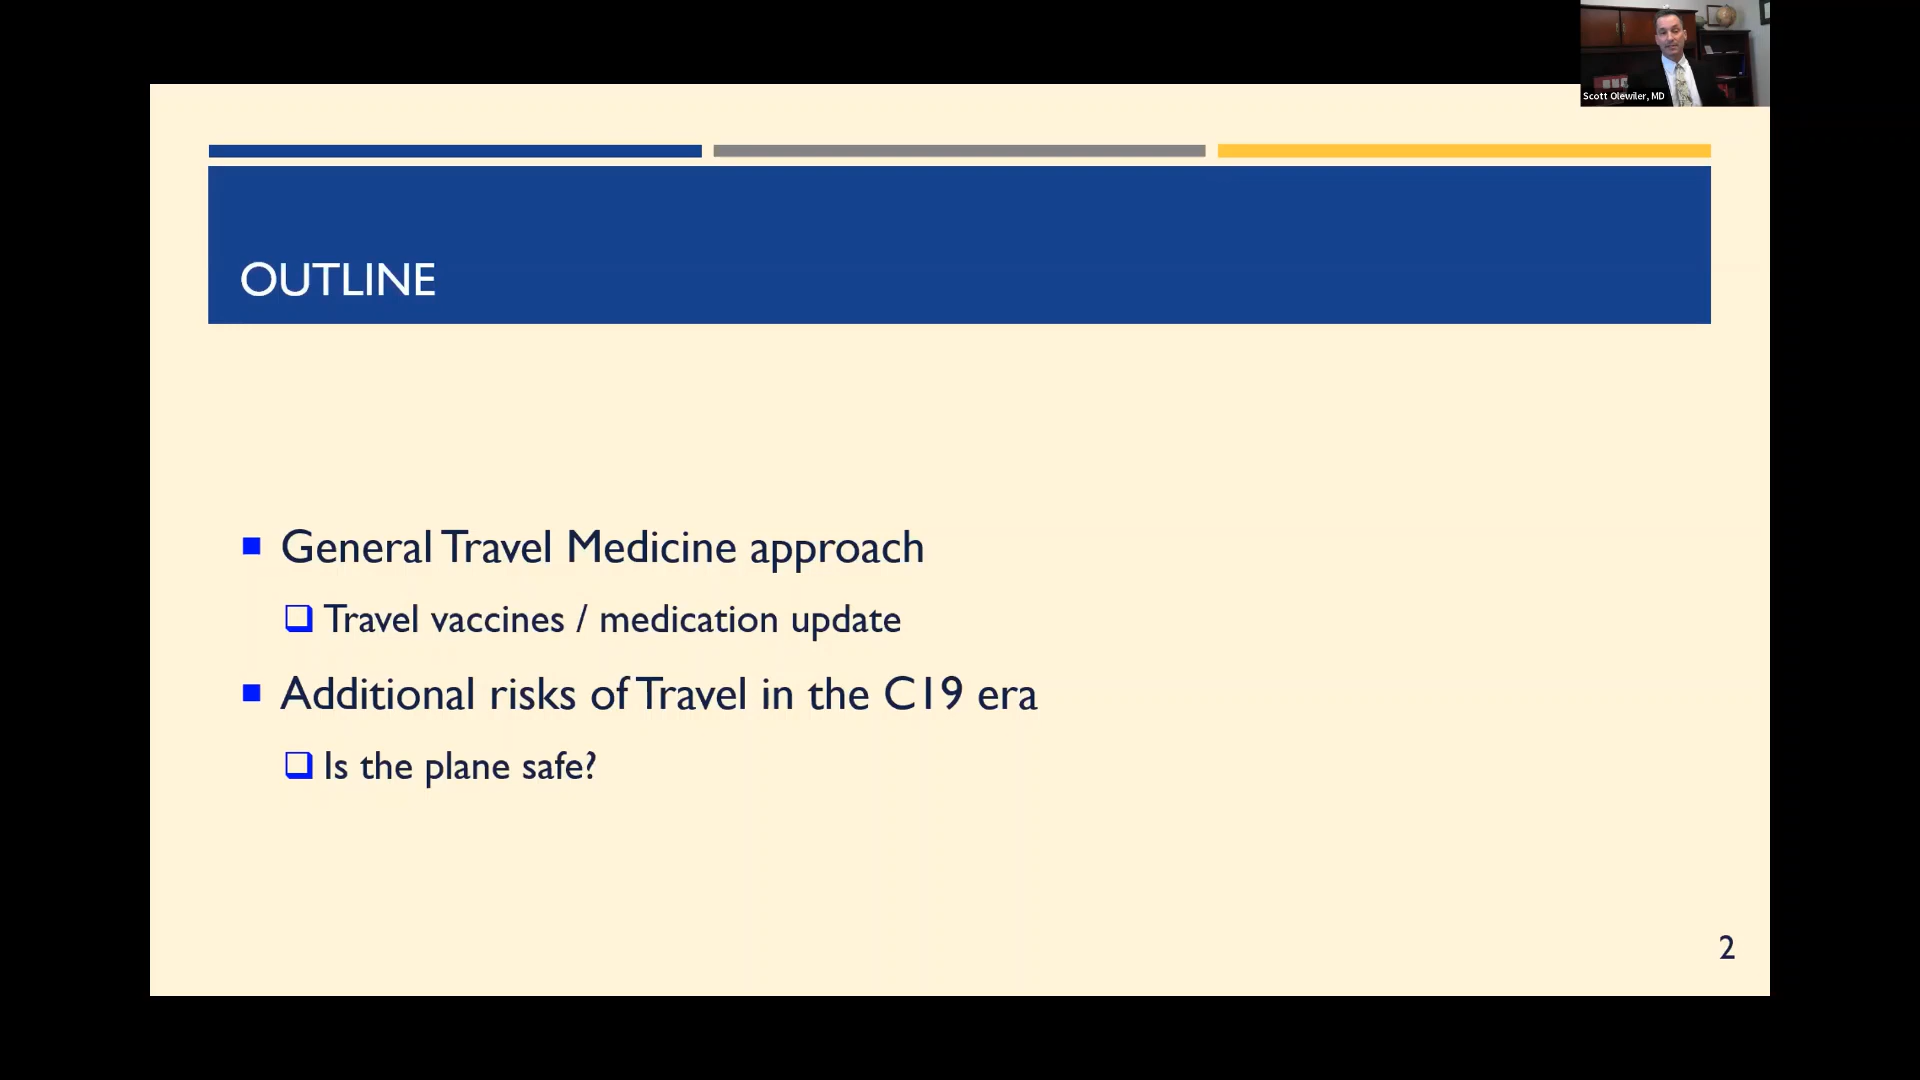 Scott Olewiler, MD
OUTLINE
General Travel Medicine approach
Travel vaccines / medication update
Additional risks of Travel in the C19 era
Is the plane safe?
2